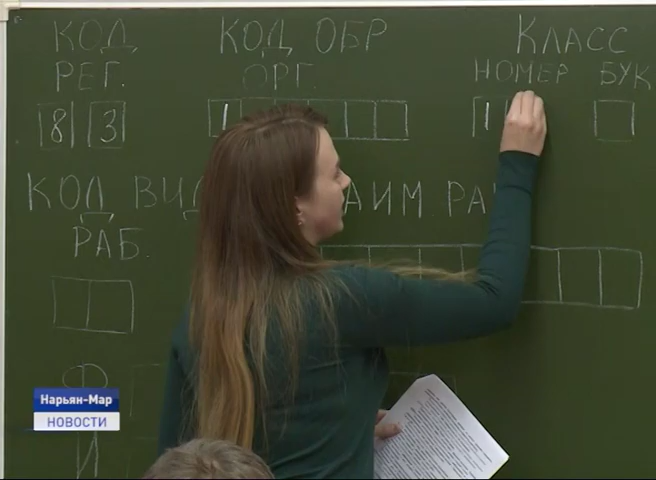 КОД КОД ОБР КЛАСС
РЕГ. ОРГ. НОМЕР БУК
8 3 1 1
КОД ВИД АИМ РА
РАБ.
Ф
И
Нарьян-Мар
НОВОСТИ